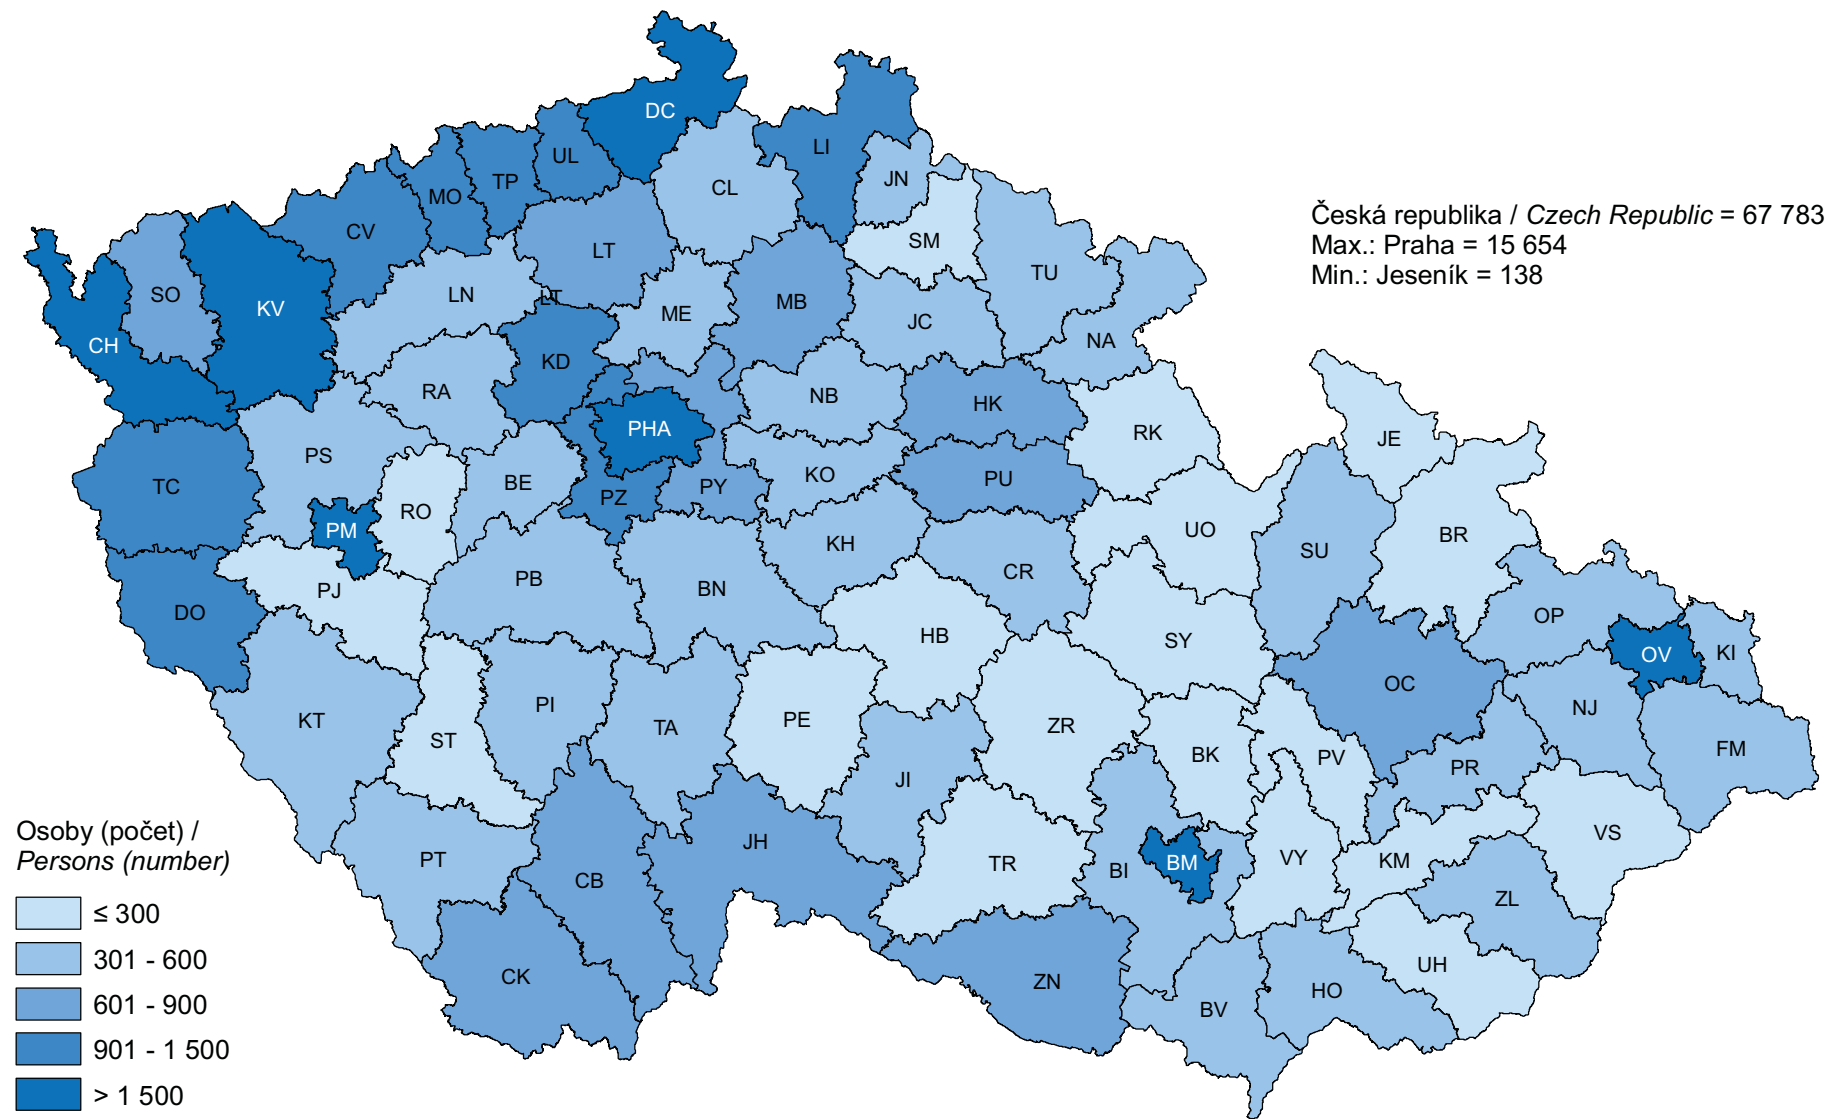 DC
LI
UL
TP
MO
CL
JN
CV
LT
SM
SO
KV
LN
LT
ME
MB
TU
JC
NA
CH
KD
RA
NB
HK
PHA
RK
JE
PS
TC
BE
PZ
PY
KO
PU
RO
PM
UO
BR
KH
SU
CR
PB
BN
PJ
DO
OP
HB
SY
OV
KI
OC
KT
PI
TA
PE
ZR
NJ
ST
BK
PV
FM
PR
JI
JH
VS
PT
TR
BI
BM
VY
KM
CB
ZL
CK
ZN
UH
HO
BV
Česká republika / Czech Republic = 67 783
Max.: Praha = 15 654
Min.: Jeseník = 138
Osoby (počet) /
Persons (number)
≤ 300
301 - 600
601 - 900
901 - 1 500
> 1 500